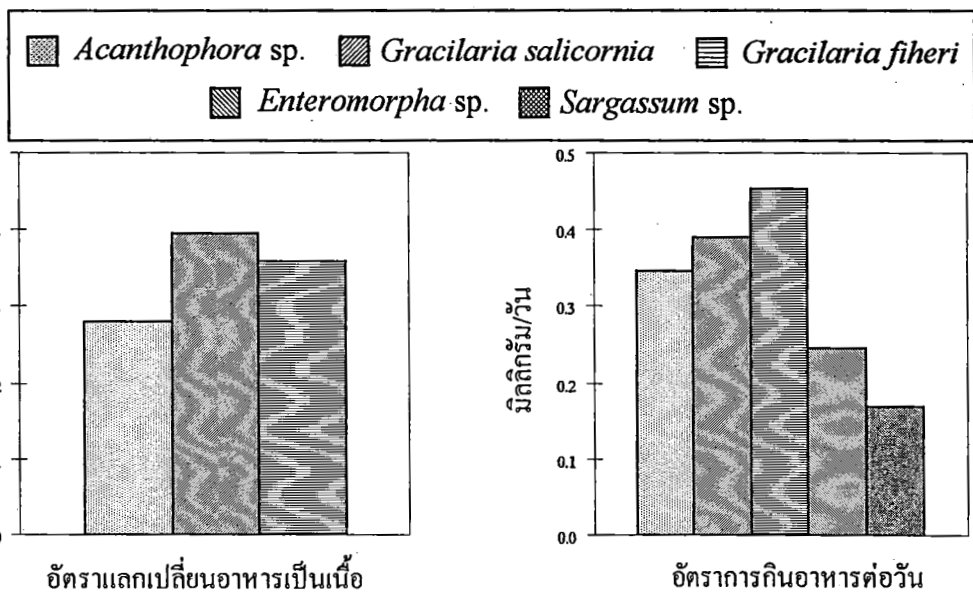 Acanthophora sp. Gracilaria salicornia Gracilaria fiheri
Enteromorpha sp. Sargassum sp.
0.5
0.4
0.3
0.2
0.1
0.0
มิลลิกรัม/วัน
อัตราแลกเปลี่ยนอาหารเป็นเนื้อ
อัตราการกินอาหารต่อวัน